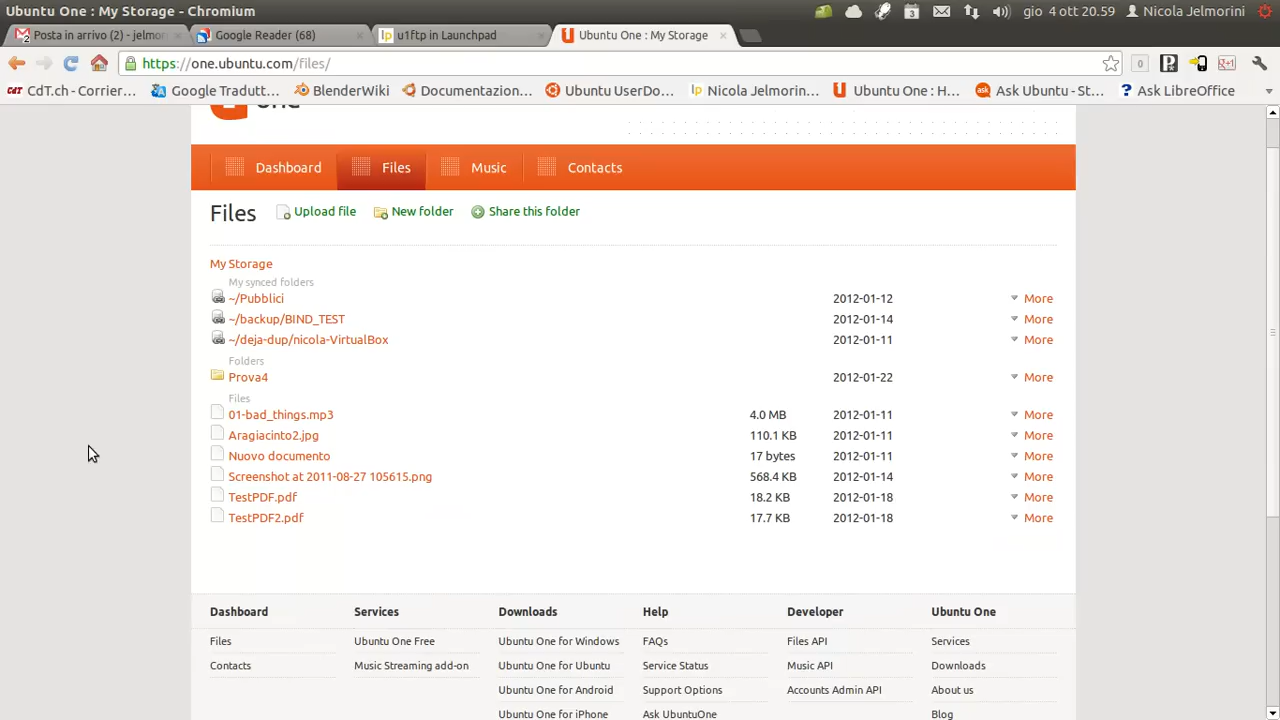 Ubuntu One : My Storage - Chromium
3
gio 4 ott 20.59
Nicola Jelmorini
Posta in arrivo (2) - jelmor
Google Reader (68)
u1ftp in Launchpad
Ubuntu One : My Storage
https://one.ubuntu.com/files/
0
CdT.ch - Corrier...
Google Tradutt...
BlenderWiki
Documentazion...
Ubuntu UserDo...
Nicola Jelmorin...
Ubuntu One : H...
Ask Ubuntu - St...
Ask LibreOffice
one
Dashboard
Files
Music
Contacts
Files
Upload file
New folder
Share this folder
My Storage
My synced folders
~/Pubblici 2012-01-12 More
~/backup/BIND_TEST 2012-01-14 More
~/deja-dup/nicola-VirtualBox 2012-01-11 More
Folders
Prova4 2012-01-22 More
Files
01-bad_things.mp3 4.0 MB 2012-01-11 More
Aragiacinto2.jpg 110.1 KB 2012-01-11 More
Nuovo documento 17 bytes 2012-01-11 More
Screenshot at 2011-08-27 105615.png 568.4 KB 2012-01-14 More
TestPDF.pdf 18.2 KB 2012-01-18 More
TestPDF2.pdf 17.7 KB 2012-01-18 More
Dashboard Services Downloads Help Developer Ubuntu One
Files Ubuntu One Free Ubuntu One for Windows FAQs Files API Services
Contacts Music Streaming add-on Ubuntu One for Ubuntu Service Status Music API Downloads
Ubuntu One for Android Support Options Accounts Admin API About us
Ubuntu One for iPhone Ask UbuntuOne Blog